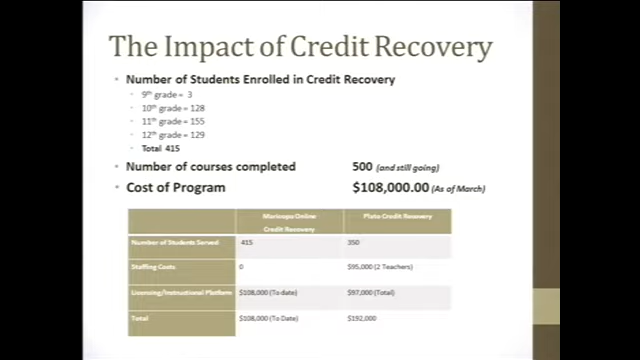 The Impact of Credit Recovery
• Number of Students Enrolled in Credit Recovery
9th grade = 3
10th grade = 128
11th grade = 155
12th grade = 129
Total 415
• Number of courses completed 500 (and still going)
• Cost of Program $108,000.00 (As of March)
Maricopa Online Plato Credit Recovery
Credit Recovery
Number of Students Served 415 350
Staffing Costs 0 $95,000 (2 Teachers)
Licensing/Instructional Platform $108,000 (To date) $97,000 (Total)
Total $108,000 (To Date) $192,000